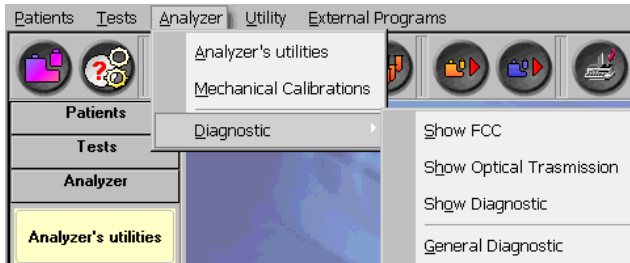 Patients Tests Analyzer Utility External Programs
Analyzer's utilities
Mechanical Calibrations
Diagnostic
Show FCC
Show Optical Trasmission
Show Diagnostic
General Diagnostic
Patients
Tests
Analyzer
Analyzer's utilities